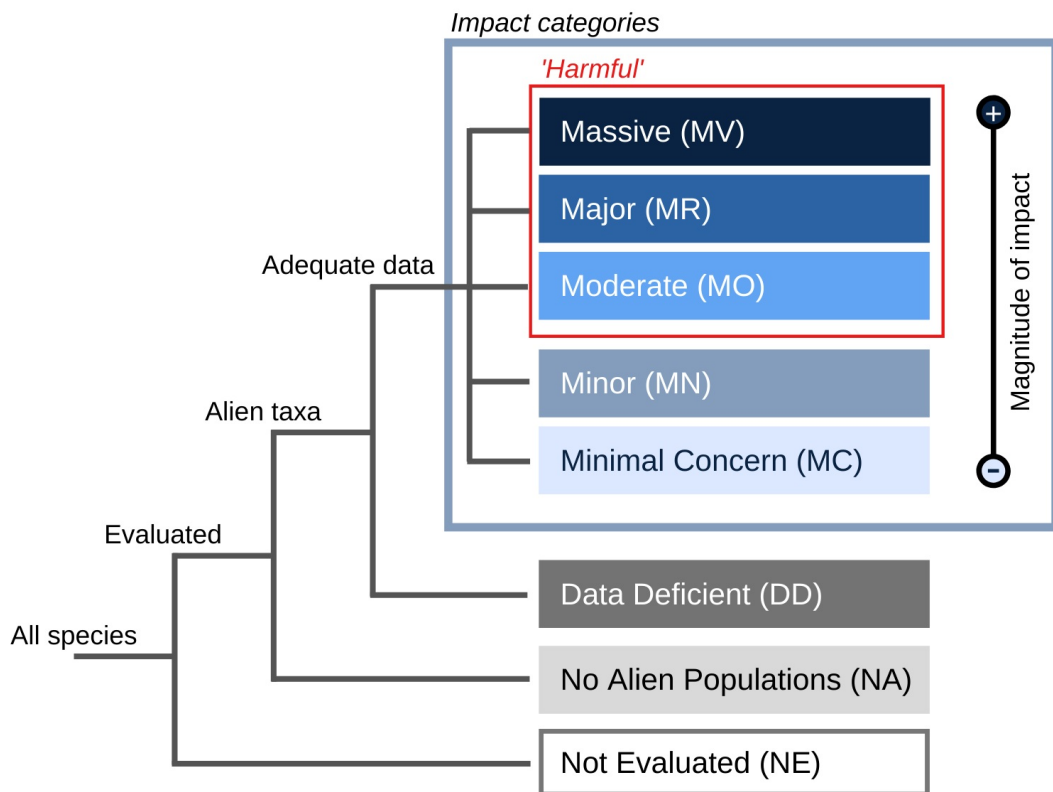 Impact categories
'Harmful'
Massive (MV)
+
Major (MR)
Adequate data
Moderate (MO)
Magnitude of impact
Minor (MN)
Alien taxa
Minimal Concern (MC)
-
Evaluated
Data Deficient (DD)
All species
No Alien Populations (NA)
Not Evaluated (NE)